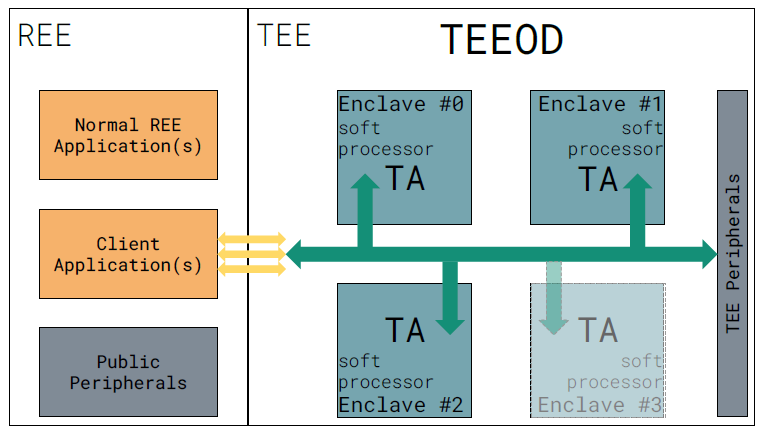 REE
TEE
TEEOD
Normal REE
Application(s)
Client
Application(s)
Public
Peripherals
Enclave #0
soft
processor
TA
Enclave #1
soft
processor
TA
TA
soft
processor
Enclave #2
TA
soft
processor
Enclave #3
TEE Peripherals